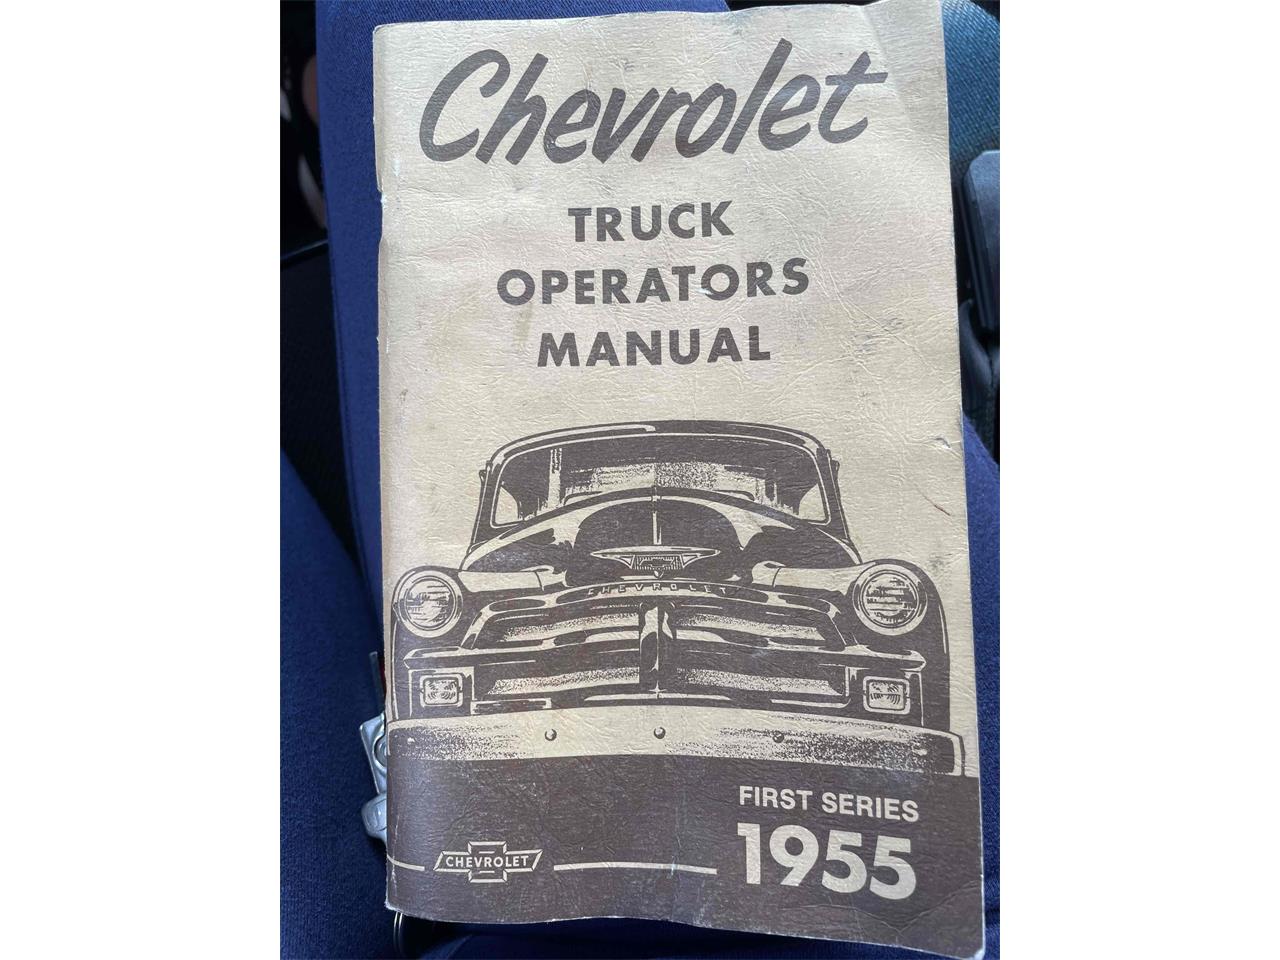 Chevrolet
TRUCK
OPERATORS
MANUAL
CHEVROLET
FIRST SERIES
1955
CHEVROLET